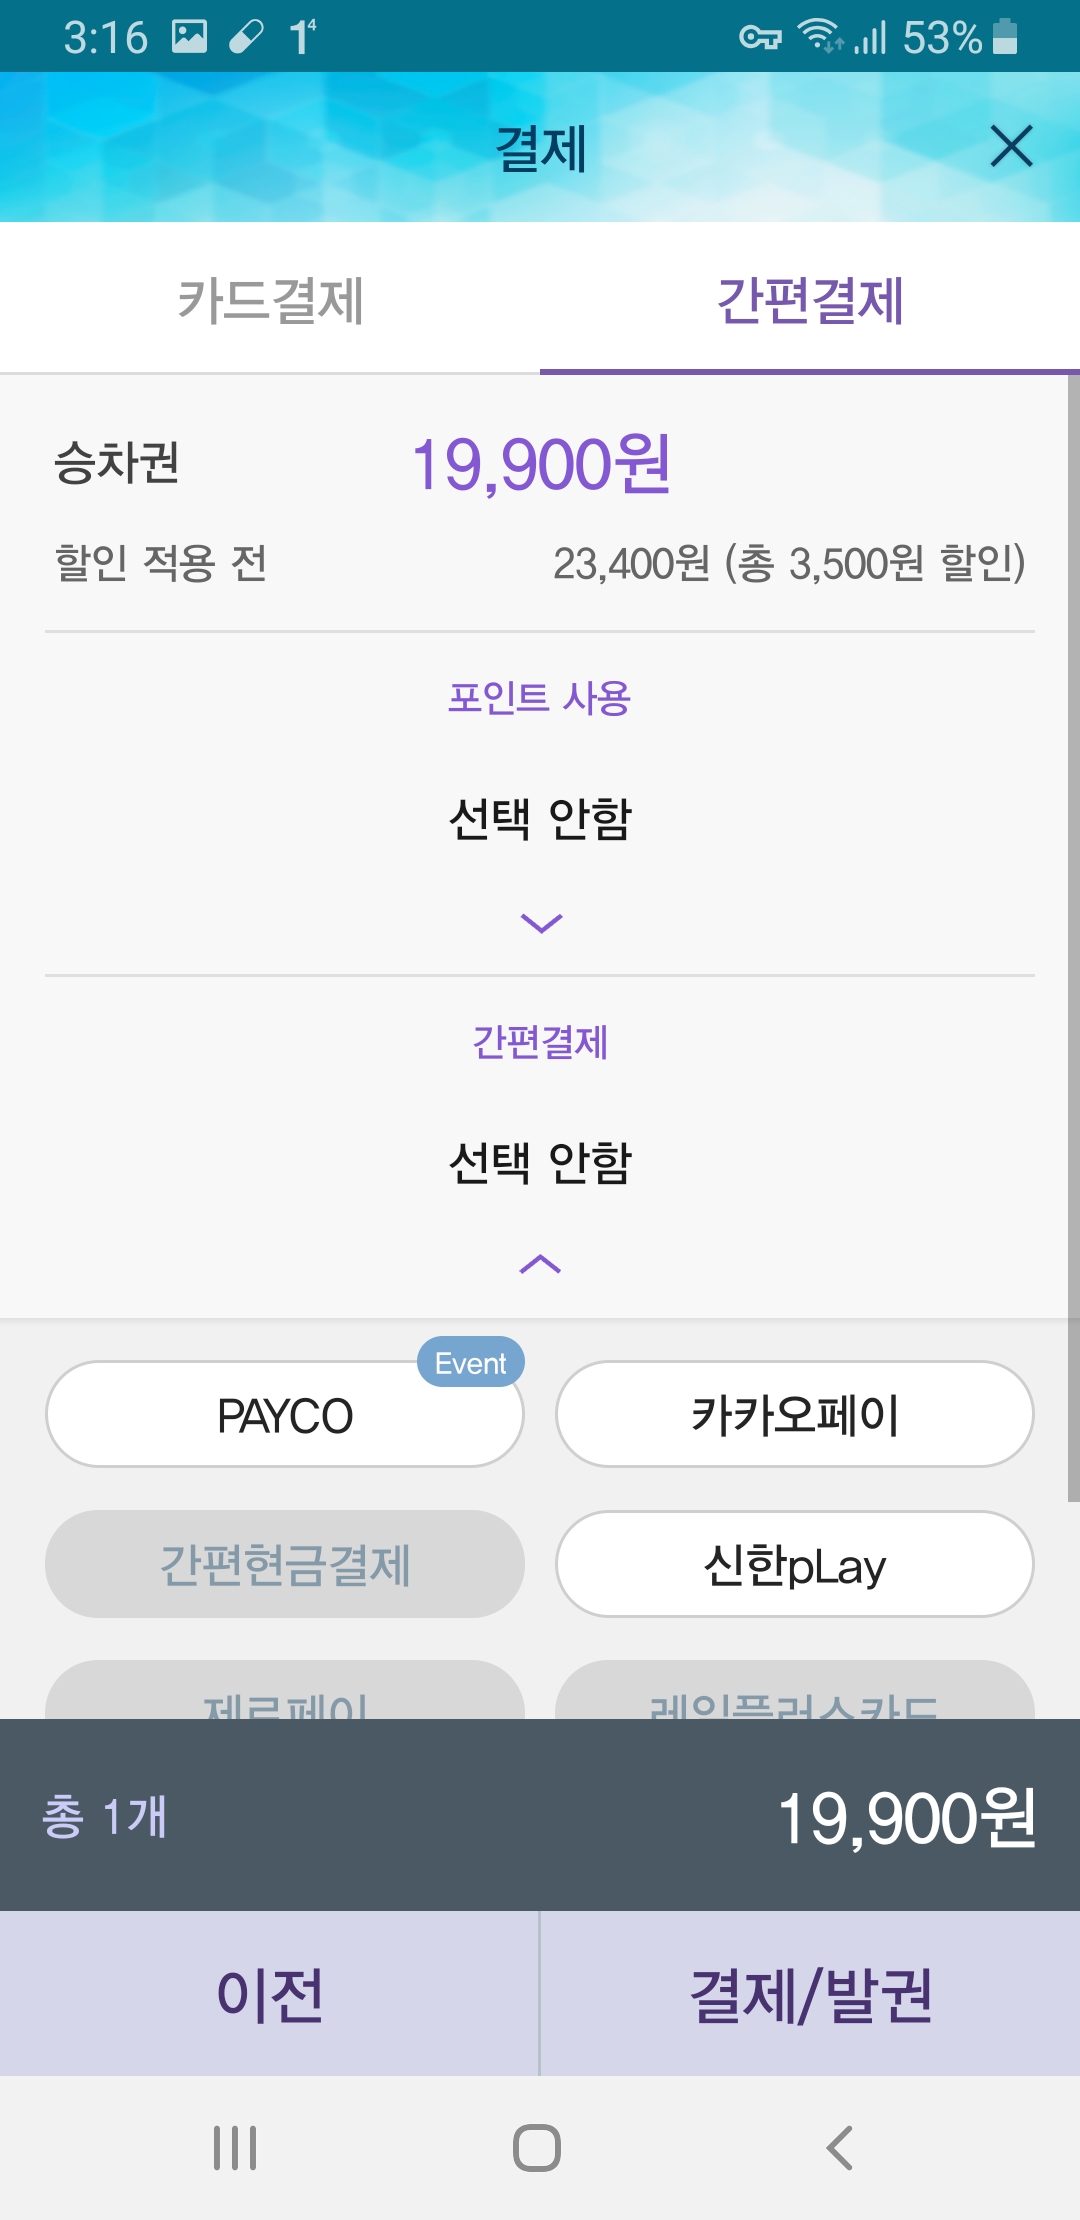 3:16 1⁴ 53%
결제
카드결제 간편결제
승차권 19,900원
할인 적용 전 23,400원 (총 3,500원 할인)
포인트 사용
선택 안함
간편결제
선택 안함
Event
PAYCO 카카오페이
간편현금결제 신한pLay
제로페이 레일플러스카드
총 1개 19,900원
이전 결제/발권